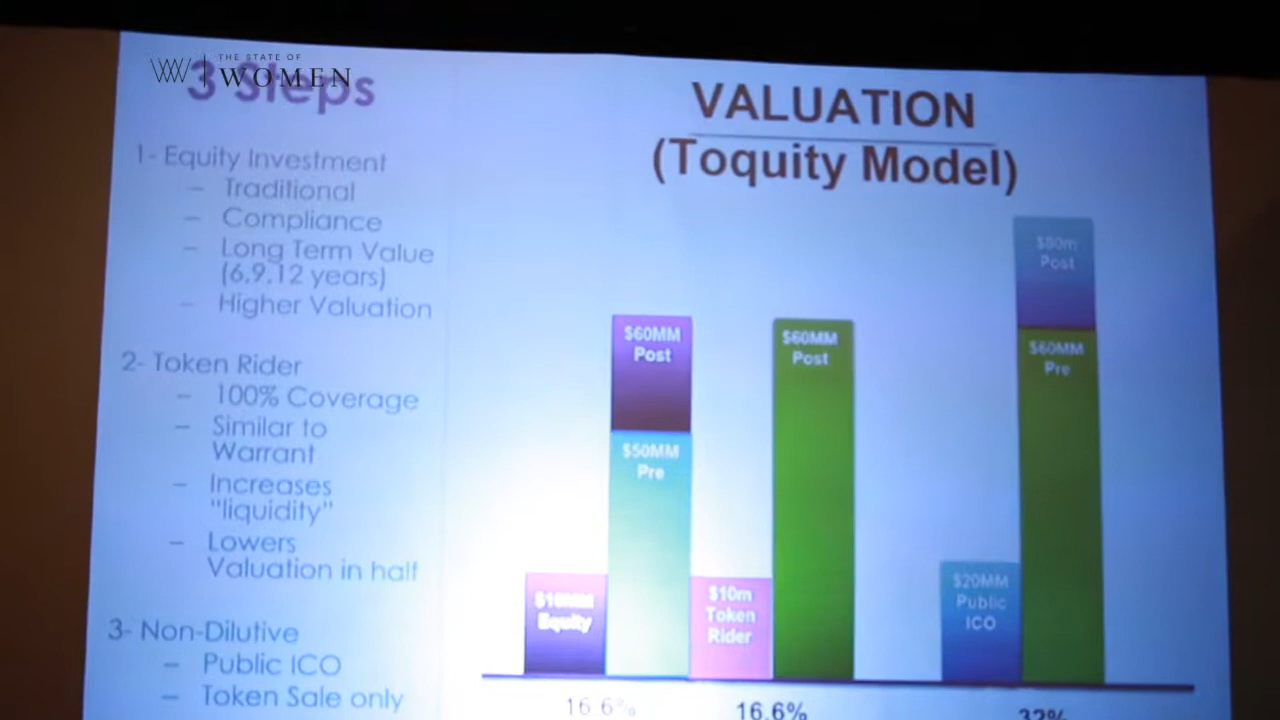 THE STATE OF
WOMEN
3 Steps
1- Equity Investment
– Traditional
– Compliance
– Long Term Value
(6,9,12 years)
– Higher Valuation
2- Token Rider
– 100% Coverage
– Similar to
Warrant
– Increases
"liquidity"
– Lowers
Valuation in half
3- Non-Dilutive
– Public ICO
– Token Sale only
VALUATION
(Toquity Model)
$10MM
Equity
$60MM
Post
$50MM
Pre
$10m
Token
Rider
$60MM
Post
$20MM
Public
ICO
$80m
Post
$60MM
Pre
16.6%
16.6%
32%